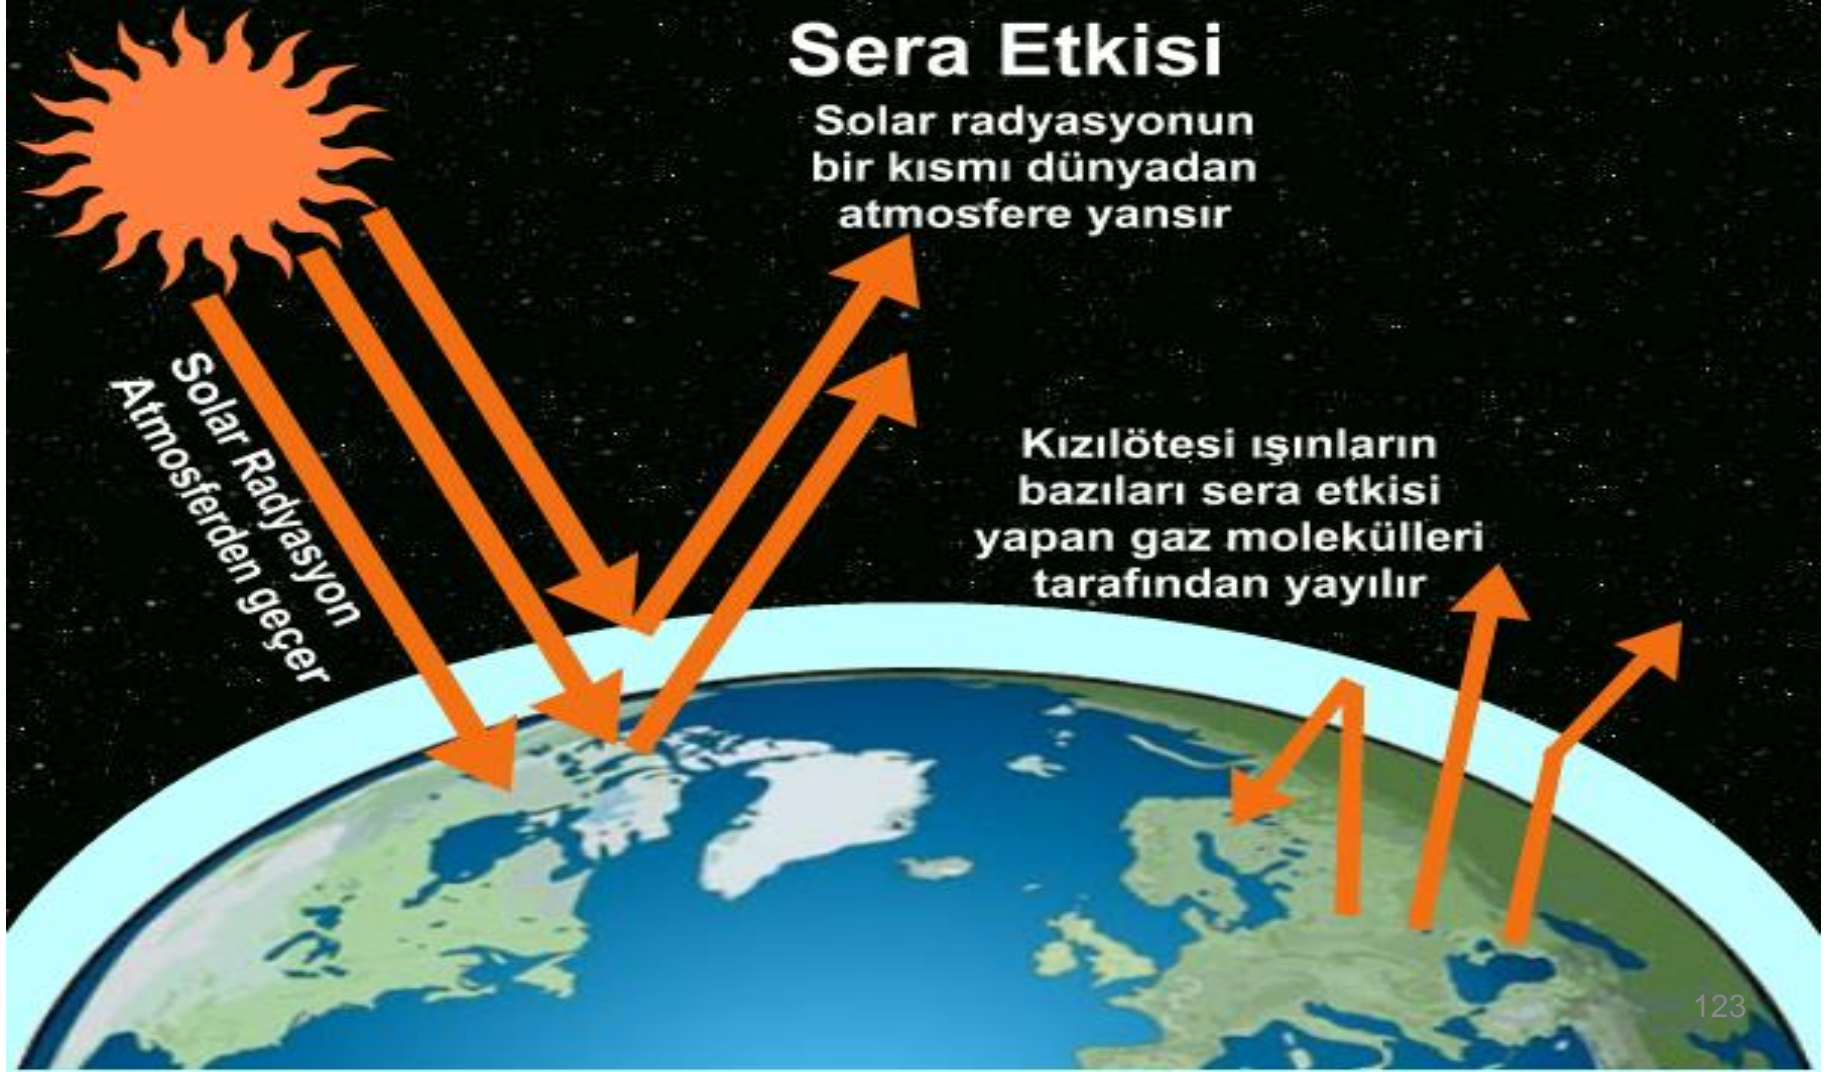 Sera Etkisi
Solar radyasyonun
bir kısmı dünyadan
atmosfere yansır
Solar Radyasyon
Atmosferden geçer
Kızılötesi ışınların
bazıları sera etkisi
yapan gaz molekülleri
tarafından yayılır
123